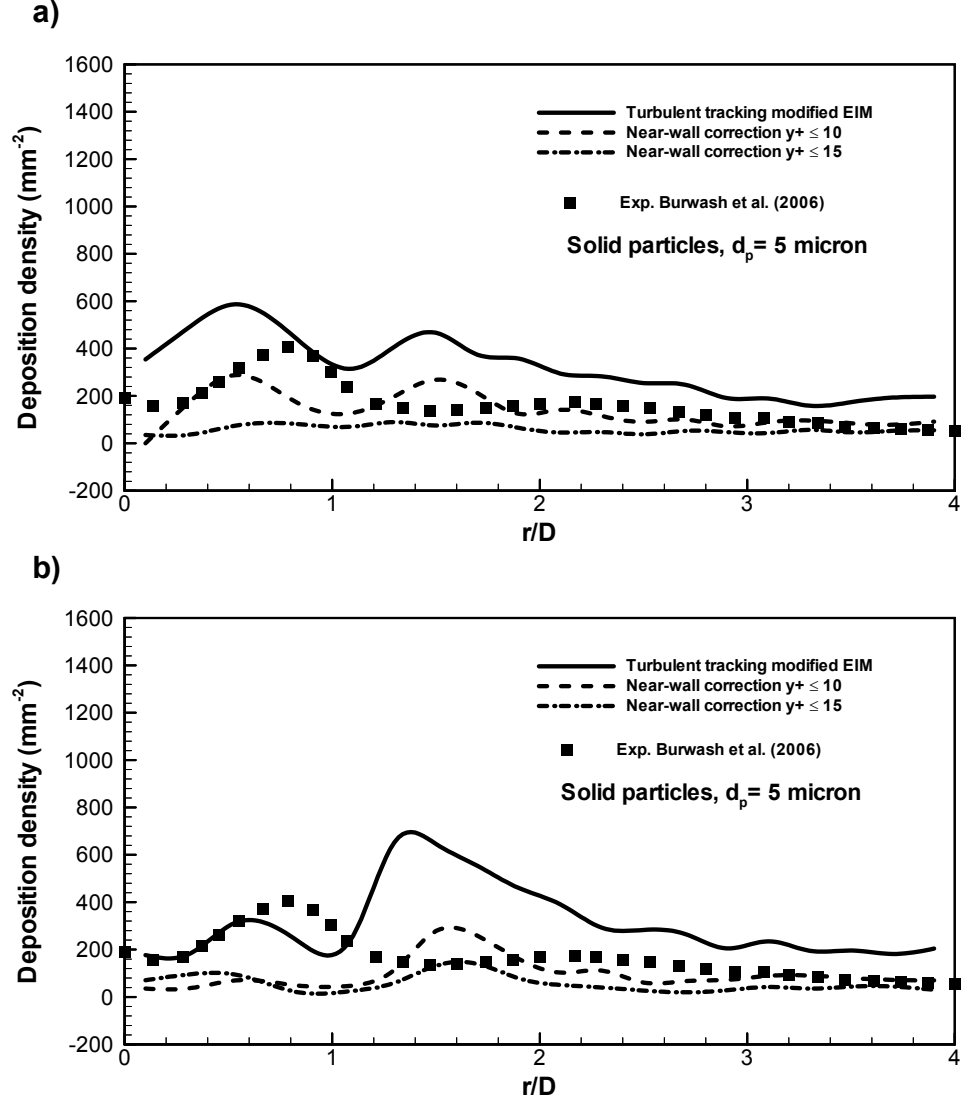 a)
1600
1400
1200
1000
800
600
400
200
0
-200
Deposition density (mm-2)
Turbulent tracking modified EIM
Near-wall correction y+ ≤ 10
Near-wall correction y+ ≤ 15
Exp. Burwash et al. (2006)
Solid particles, dp= 5 micron
0 1 2 3 4
r/D
b)
1600
1400
1200
1000
800
600
400
200
0
-200
Deposition density (mm-2)
Turbulent tracking modified EIM
Near-wall correction y+ ≤ 10
Near-wall correction y+ ≤ 15
Exp. Burwash et al. (2006)
Solid particles, dp= 5 micron
0 1 2 3 4
r/D